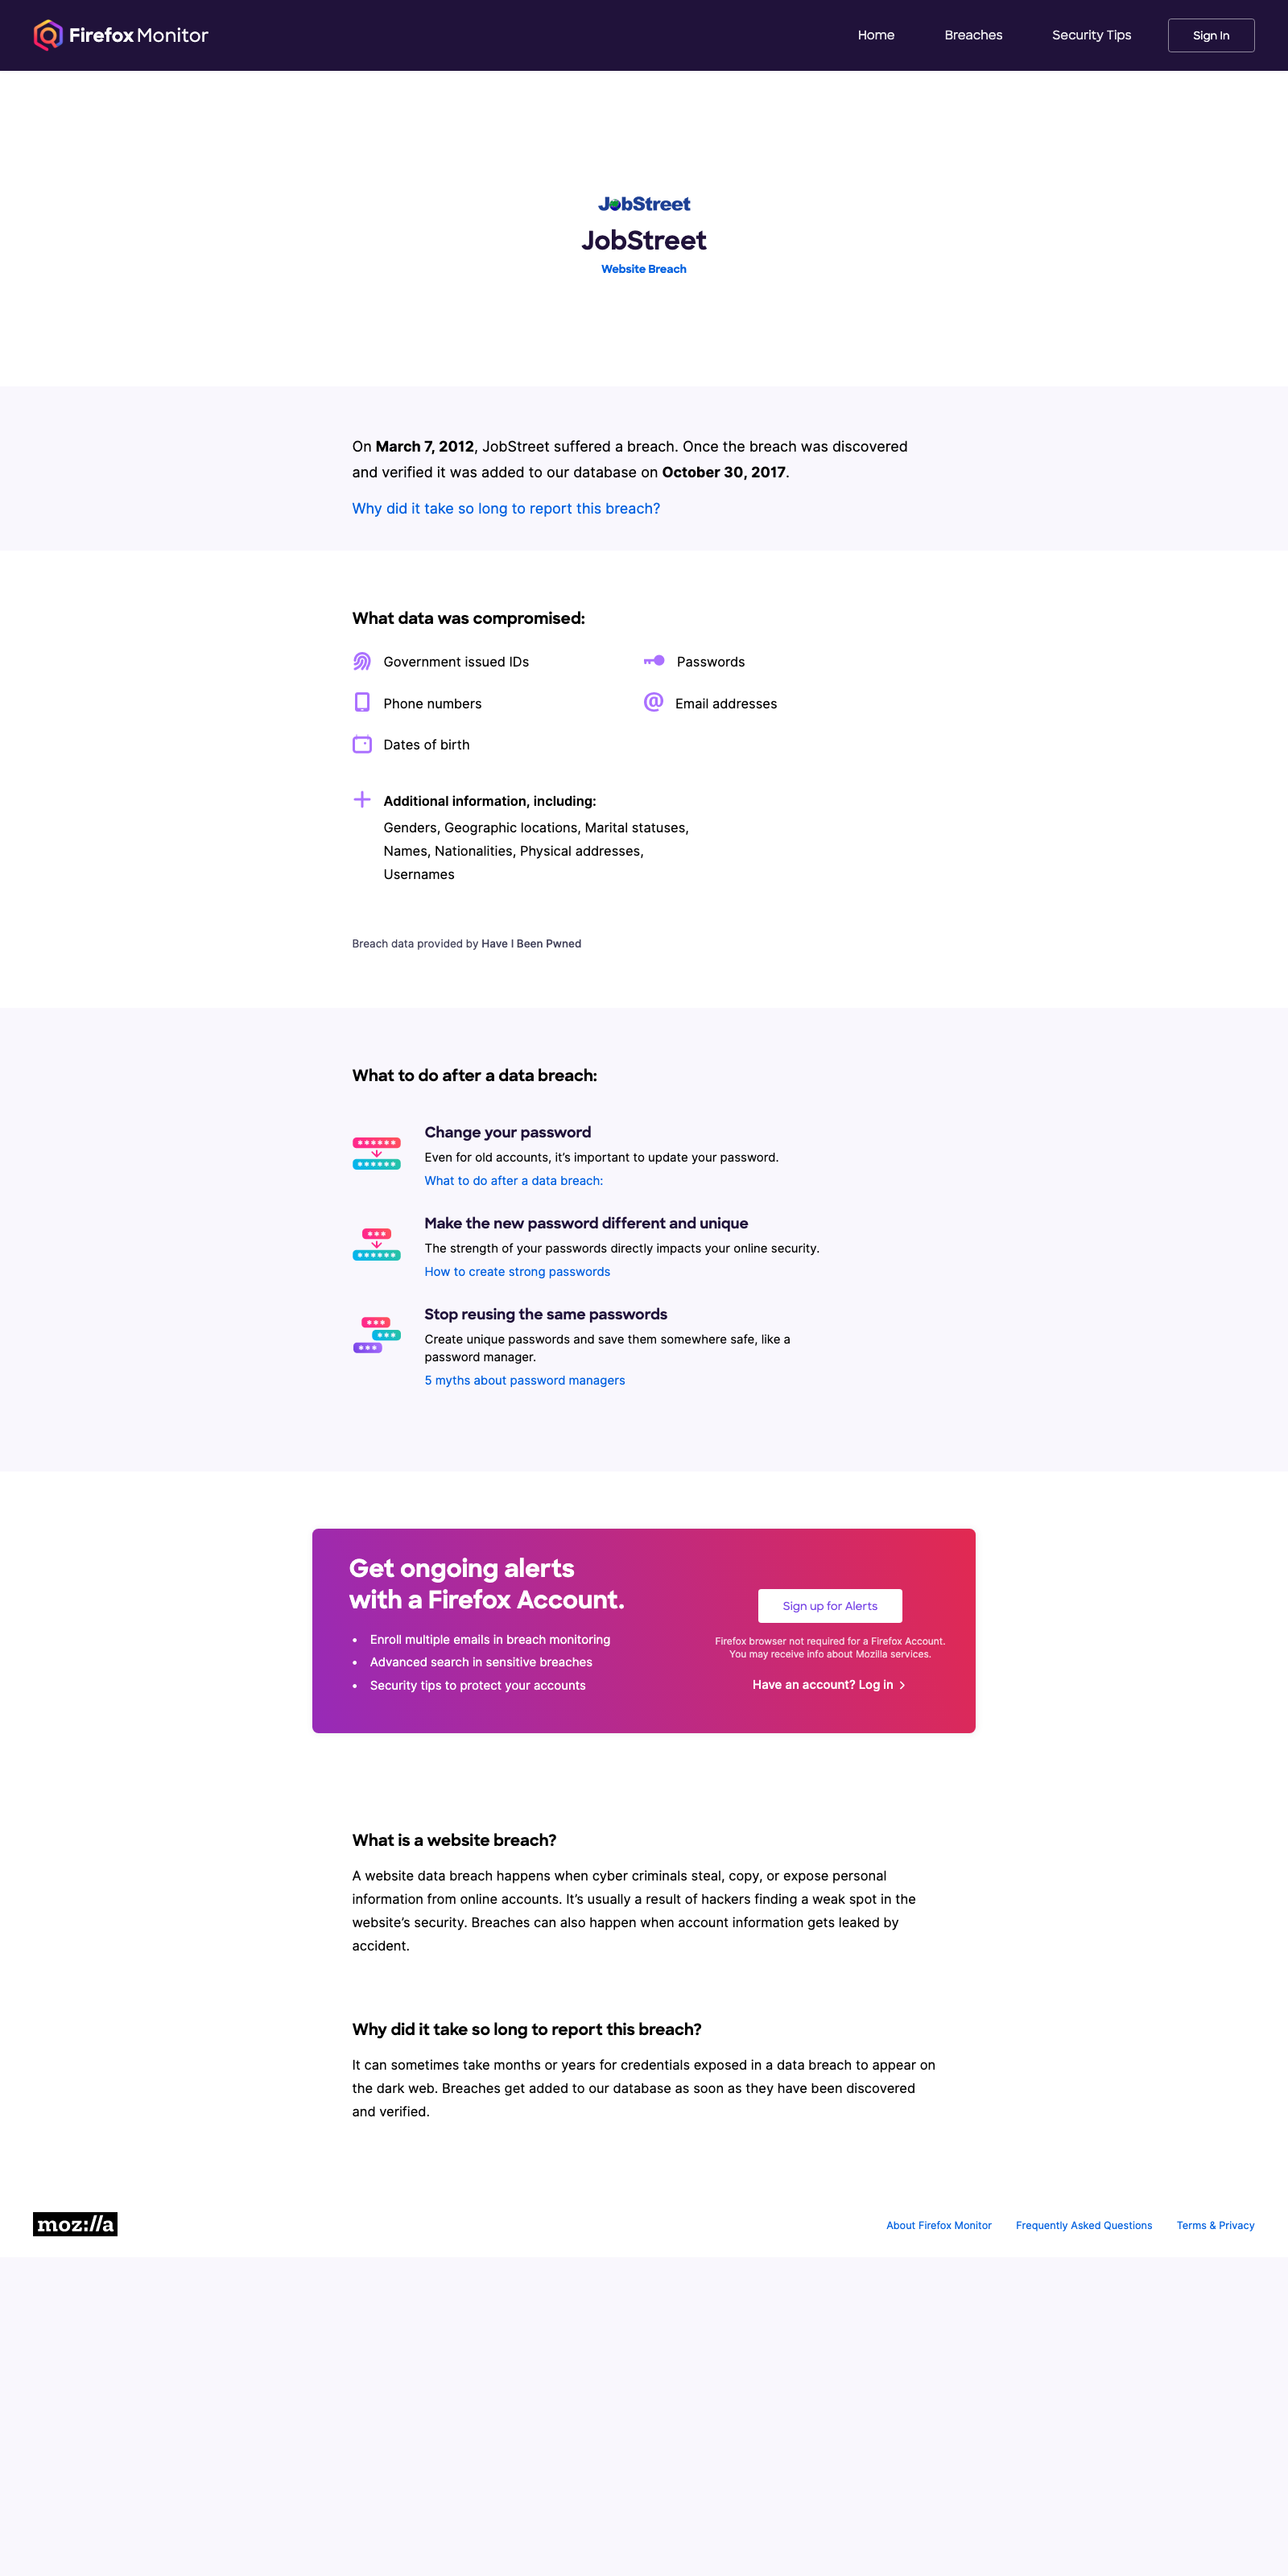 Firefox Monitor
Home
Breaches
Security Tips
Sign In
JobStreet
JobStreet
Website Breach
On March 7, 2012, JobStreet suffered a breach. Once the breach was discovered
and verified it was added to our database on October 30, 2017.
Why did it take so long to report this breach?
What data was compromised:
Government issued IDs
Passwords
Phone numbers
Email addresses
Dates of birth
Additional information, including:
Genders, Geographic locations, Marital statuses,
Names, Nationalities, Physical addresses,
Usernames
Breach data provided by Have I Been Pwned
What to do after a data breach:
Change your password
Even for old accounts, it’s important to update your password.
What to do after a data breach:
Make the new password different and unique
The strength of your passwords directly impacts your online security.
How to create strong passwords
Stop reusing the same passwords
Create unique passwords and save them somewhere safe, like a
password manager.
5 myths about password managers
Get ongoing alerts
with a Firefox Account.
• Enroll multiple emails in breach monitoring
• Advanced search in sensitive breaches
• Security tips to protect your accounts
Sign up for Alerts
Firefox browser not required for a Firefox Account.
You may receive info about Mozilla services.
Have an account? Log in
What is a website breach?
A website data breach happens when cyber criminals steal, copy, or expose personal
information from online accounts. It’s usually a result of hackers finding a weak spot in the
website’s security. Breaches can also happen when account information gets leaked by
accident.
Why did it take so long to report this breach?
It can sometimes take months or years for credentials exposed in a data breach to appear on
the dark web. Breaches get added to our database as soon as they have been discovered
and verified.
moz://a
About Firefox Monitor
Frequently Asked Questions
Terms & Privacy